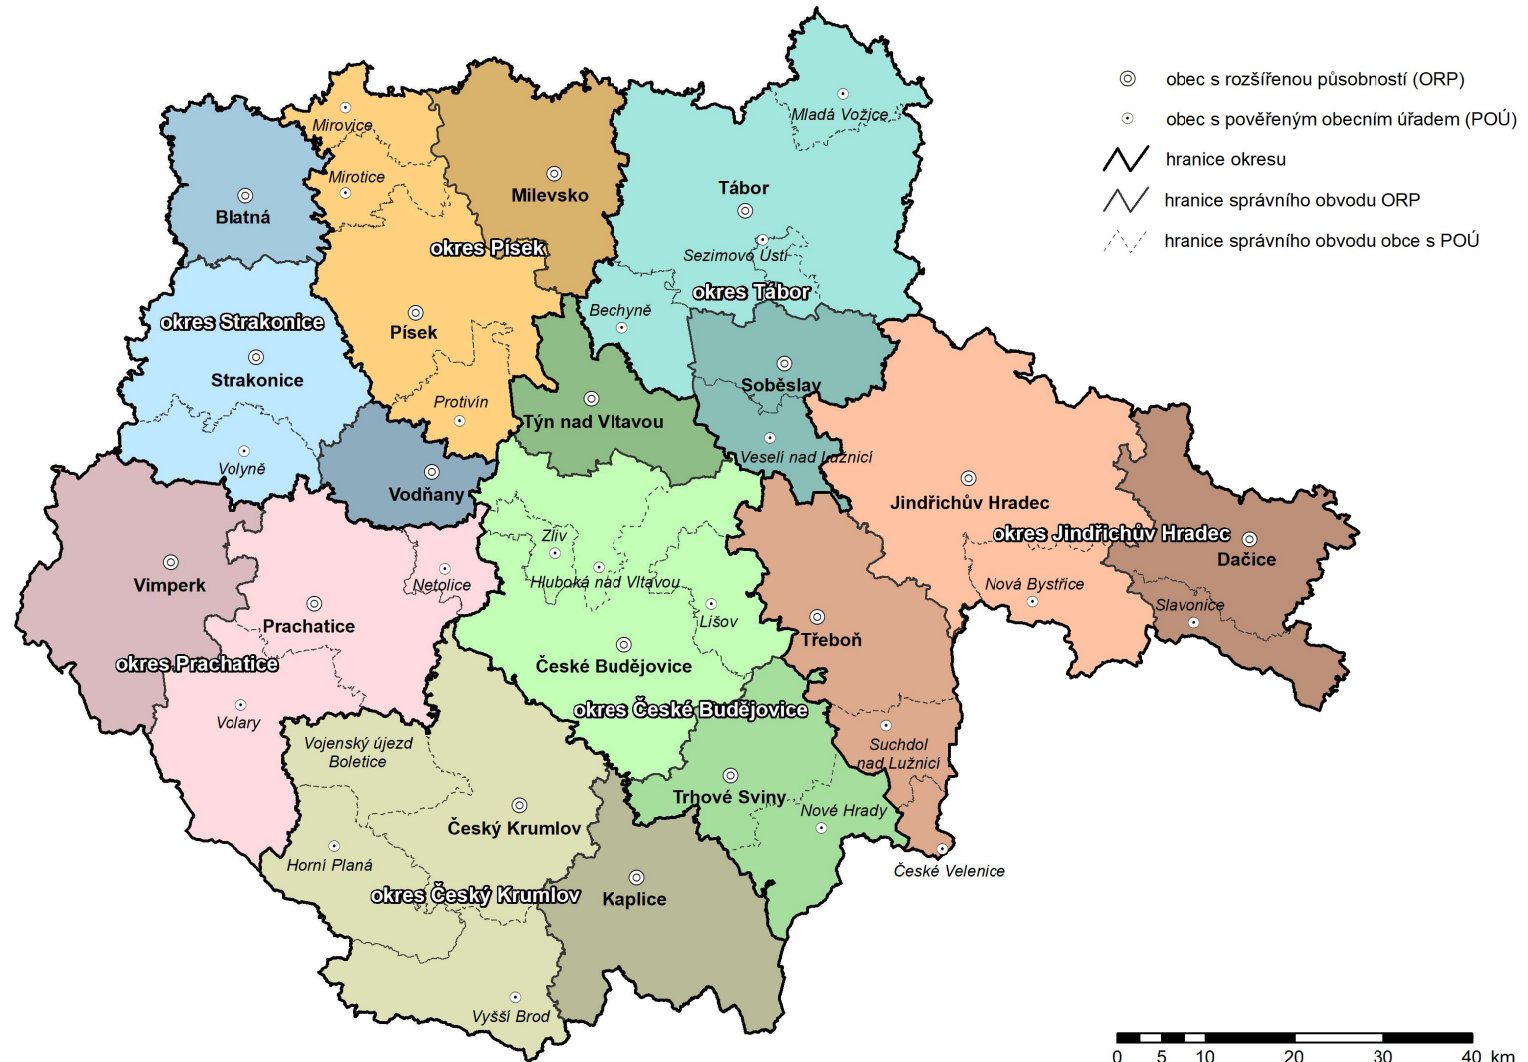 obec s rozšířenou působností (ORP)
obec s pověřeným obecním úřadem (POÚ)
hranice okresu
hranice správního obvodu ORP
hranice správního obvodu obce s POÚ
Mladá Vožice
Mirovice
Mirotice
Milevsko
Tábor
Blatná
okres Písek
Sezimovo Ústí
okres Tábor
Bechyně
okres Strakonice
Písek
Strakonice
Soběslav
Protivín
Týn nad Vltavou
Veselí nad Lužnicí
Volyně
Vodňany
Jindřichův Hradec
okres Jindřichův Hradec
Dačice
Zliv
Hluboká nad Vltavou
Vimperk
Netolice
Nová Bystřice
Slavonice
Lišov
Prachatice
Třeboň
okres Prachatice
České Budějovice
okres České Budějovice
Volary
Vojenský újezd
Boletice
Suchdol
nad Lužnicí
Trhové Sviny
Nové Hrady
Český Krumlov
Horní Planá
České Velenice
okres Český Krumlov
Kaplice
Vyšší Brod
0 5 10 20 30 40 km